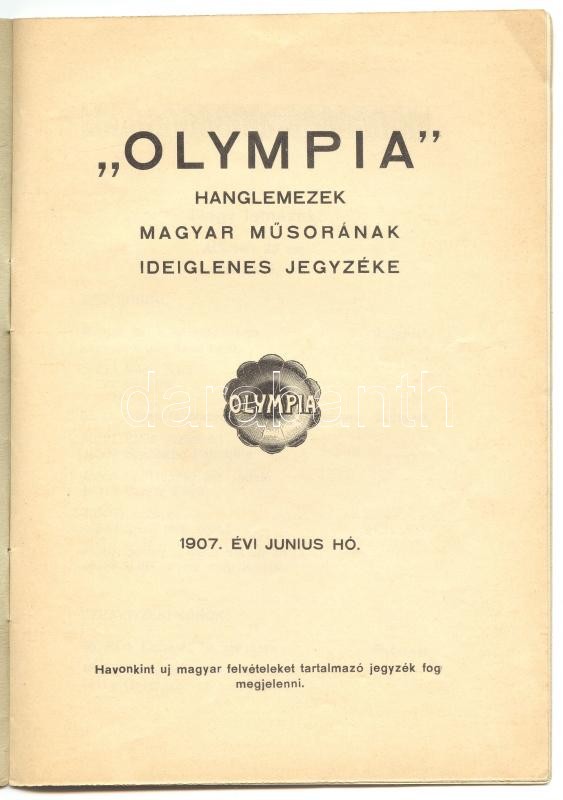 „OLYMPIA”
HANGLEMEZEK
MAGYAR MŰSORÁNAK
IDEIGLENES JEGYZÉKE
OLYMPIA
darabanth
1907. ÉVI JUNIUS HÓ.
Havonkint uj magyar felvételeket tartalmazó jegyzék fog
megjelenni.